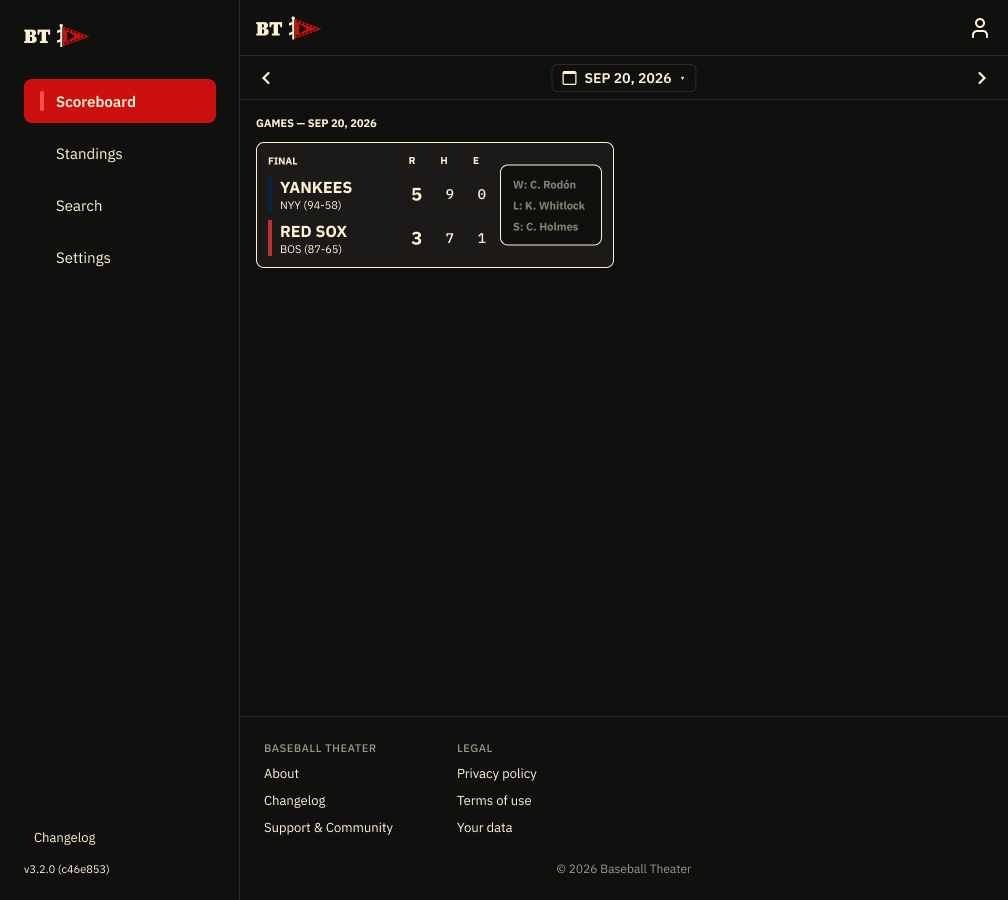 BT
Scoreboard
Standings
Search
Settings
Changelog
v3.2.0 (c46e853)
BT
SEP 20, 2026
GAMES — SEP 20, 2026
FINAL R H E
YANKEES 5 9 0
NYY (94-58)
RED SOX 3 7 1
BOS (87-65)
W: C. Rodón
L: K. Whitlock
S: C. Holmes
BASEBALL THEATER
About
Changelog
Support & Community
LEGAL
Privacy policy
Terms of use
Your data
© 2026 Baseball Theater